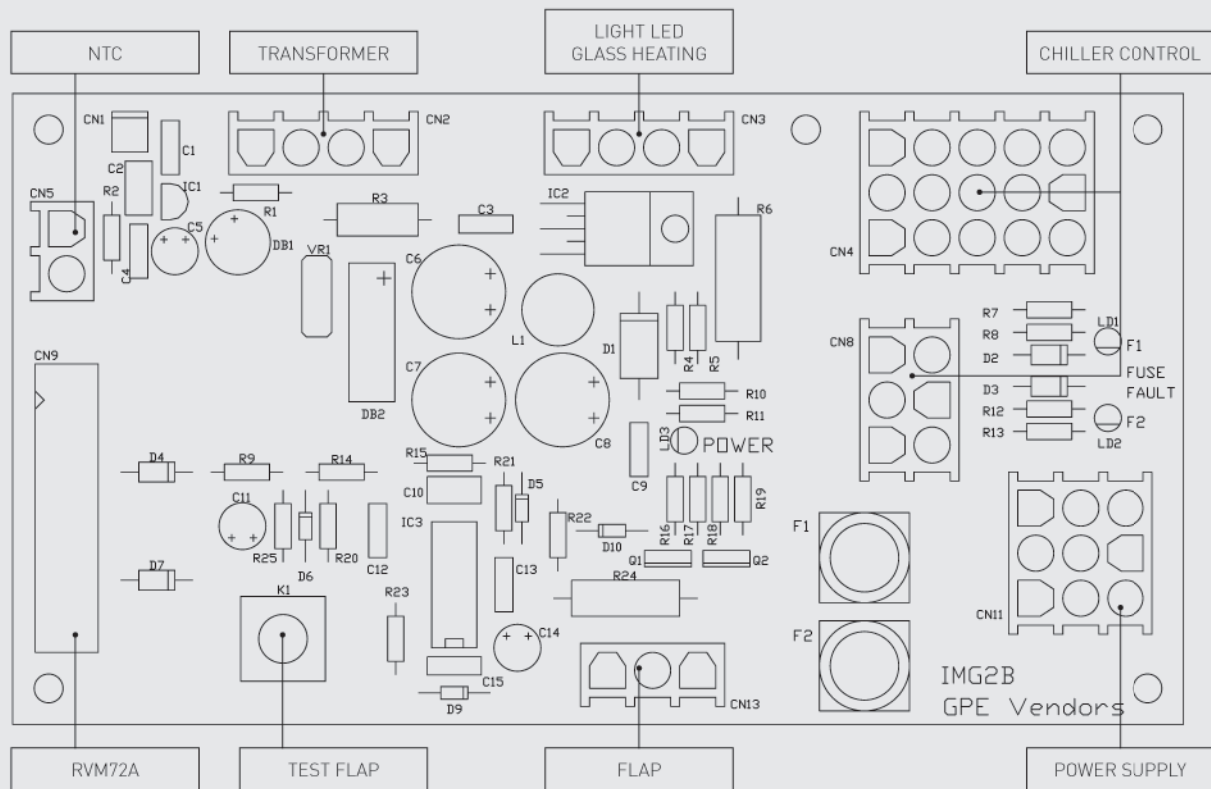 NTC
TRANSFORMER
LIGHT LED
GLASS HEATING
CHILLER CONTROL
CN1
CN2
CN3
C1
C2
CN5
R2
IC1
R1
R3
C3
IC2
R6
C5
DB1
C4
VR1
C6
CN4
L1
D1
R4
R5
R7
LD1
R8
F1
D2
FUSE
FAULT
D3
R12
F2
R13
LD2
CN8
CN9
C7
DB2
C8
R10
R11
LD3
POWER
R15
R21
D4
R9
R14
C10
D5
C9
R19
C11
IC3
R22
R16
R17
R18
F1
R25
D6
R20
C12
C13
D10
Q1
Q2
D7
K1
R23
R24
CN11
C14
F2
C15
D9
CN13
IMG2B
GPE Vendors
RVM72A
TEST FLAP
FLAP
POWER SUPPLY